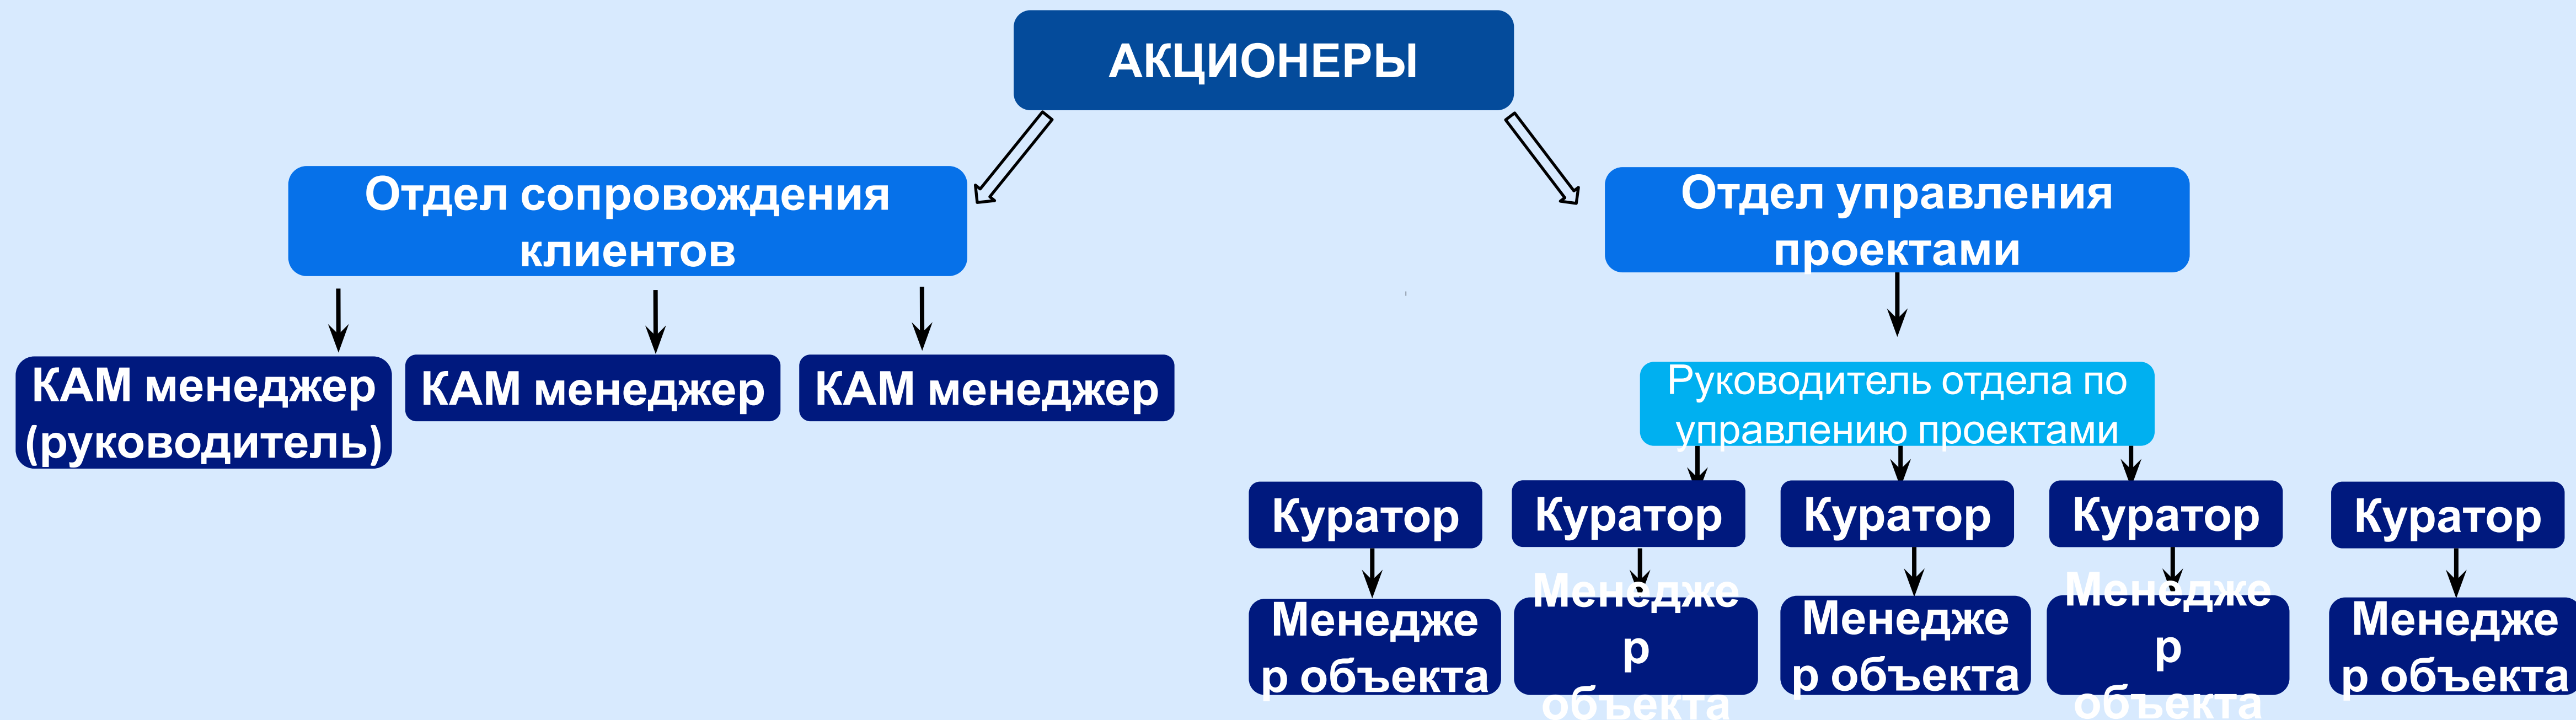 АКЦИОНЕРЫ
Отдел сопровождения
клиентов
Отдел управления
проектами
КАМ менеджер
(руководитель)
КАМ менеджер
КАМ менеджер
Руководитель отдела по
управлению проектами
Куратор
Куратор
Куратор
Куратор
Куратор
Менедже
р объекта
Менедже
р
объекта
Менедже
р объекта
Менедже
р
объекта
Менедже
р объекта